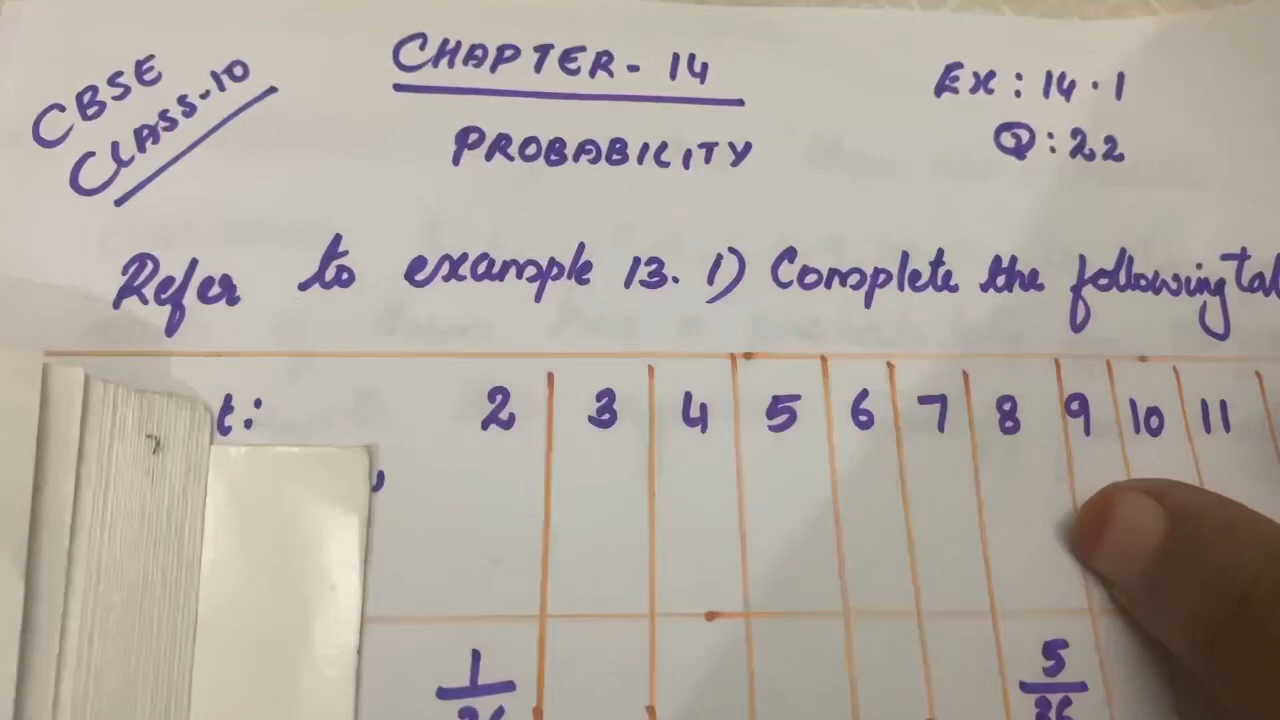 CBSE
CLASS-10
CHAPTER- 14
PROBABILITY
Ex: 14.1
Q:22
Refer to example 13. 1) Complete the following
t: 2 3 4 5 6 7 8 9 10 11
1 5